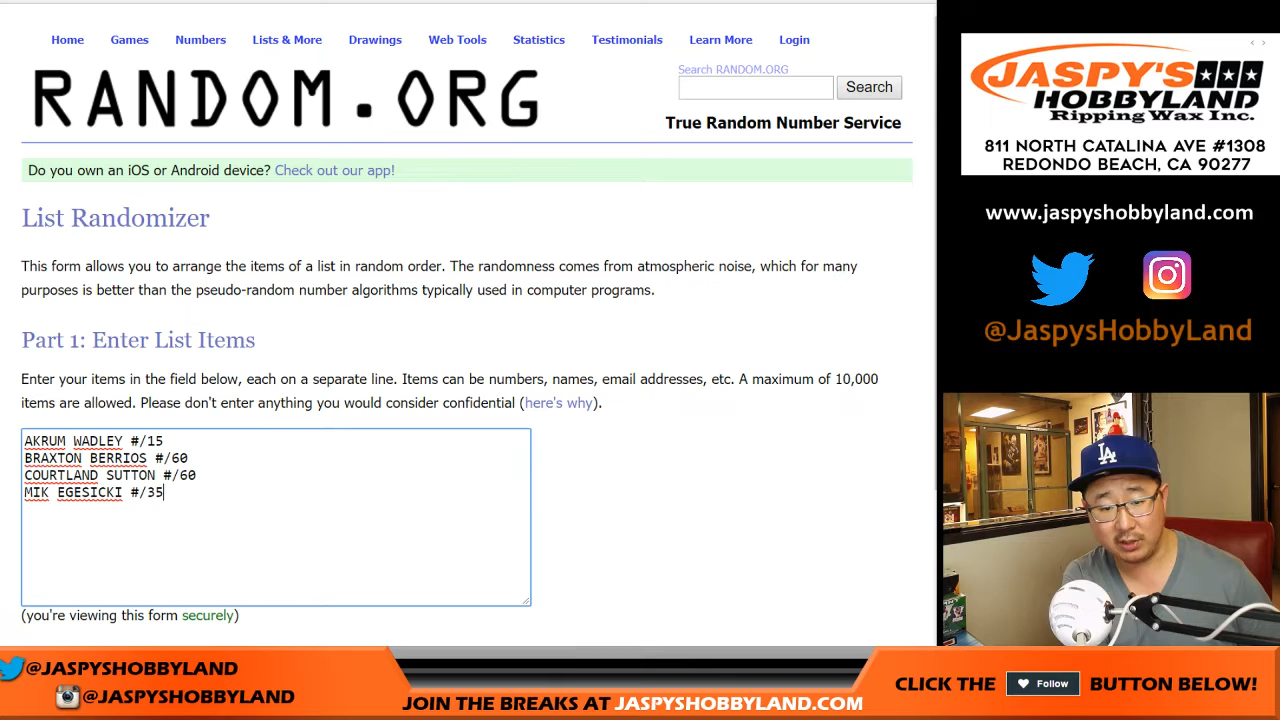 Home Games Numbers Lists & More Drawings Web Tools Statistics Testimonials Learn More Login
RANDOM.ORG
Search RANDOM.ORG
Search
True Random Number Service
Do you own an iOS or Android device? Check out our app!
List Randomizer
This form allows you to arrange the items of a list in random order. The randomness comes from atmospheric noise, which for many
purposes is better than the pseudo-random number algorithms typically used in computer programs.
Part 1: Enter List Items
Enter your items in the field below, each on a separate line. Items can be numbers, names, email addresses, etc. A maximum of 10,000
items are allowed. Please don't enter anything you would consider confidential (here's why).
AKRUM WADLEY #/15
BRAXTON BERRIOS #/60
COURTLAND SUTTON #/60
MIK EGESICKI #/35
(you're viewing this form securely)
JASPY'S
HOBBYLAND
Ripping Wax Inc.
811 NORTH CATALINA AVE #1308
REDONDO BEACH, CA 90277
www.jaspyshobbyland.com
@JaspysHobbyLand
LA
@JASPYSHOBBYLAND
@JASPYSHOBBYLAND
JOIN THE BREAKS AT JASPYSHOBBYLAND.COM
CLICK THE Follow BUTTON BELOW!